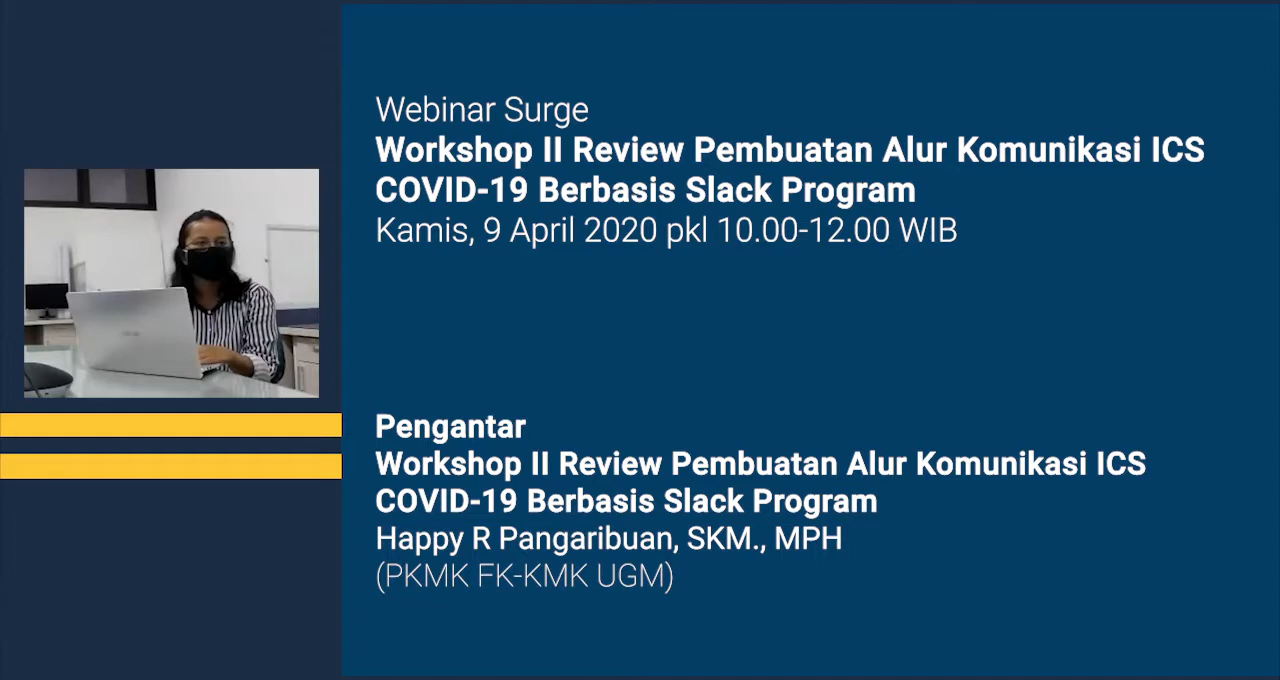 Webinar Surge
Workshop II Review Pembuatan Alur Komunikasi ICS
COVID-19 Berbasis Slack Program
Kamis, 9 April 2020 pkl 10.00-12.00 WIB
Pengantar
Workshop II Review Pembuatan Alur Komunikasi ICS
COVID-19 Berbasis Slack Program
Happy R Pangaribuan, SKM., MPH
(PKMK FK-KMK UGM)